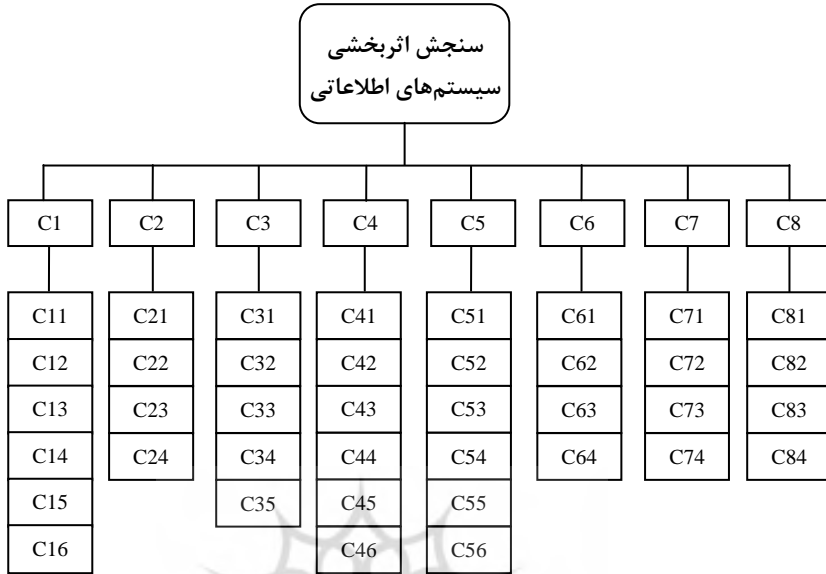 سنجش اثربخشی
سیستم‌های اطلاعاتی
C1 C2 C3 C4 C5 C6 C7 C8
C11 C21 C31 C41 C51 C61 C71 C81
C12 C22 C32 C42 C52 C62 C72 C82
C13 C23 C33 C43 C53 C63 C73 C83
C14 C24 C34 C44 C54 C64 C74 C84
C15 C35 C45 C55
C16 C46 C56